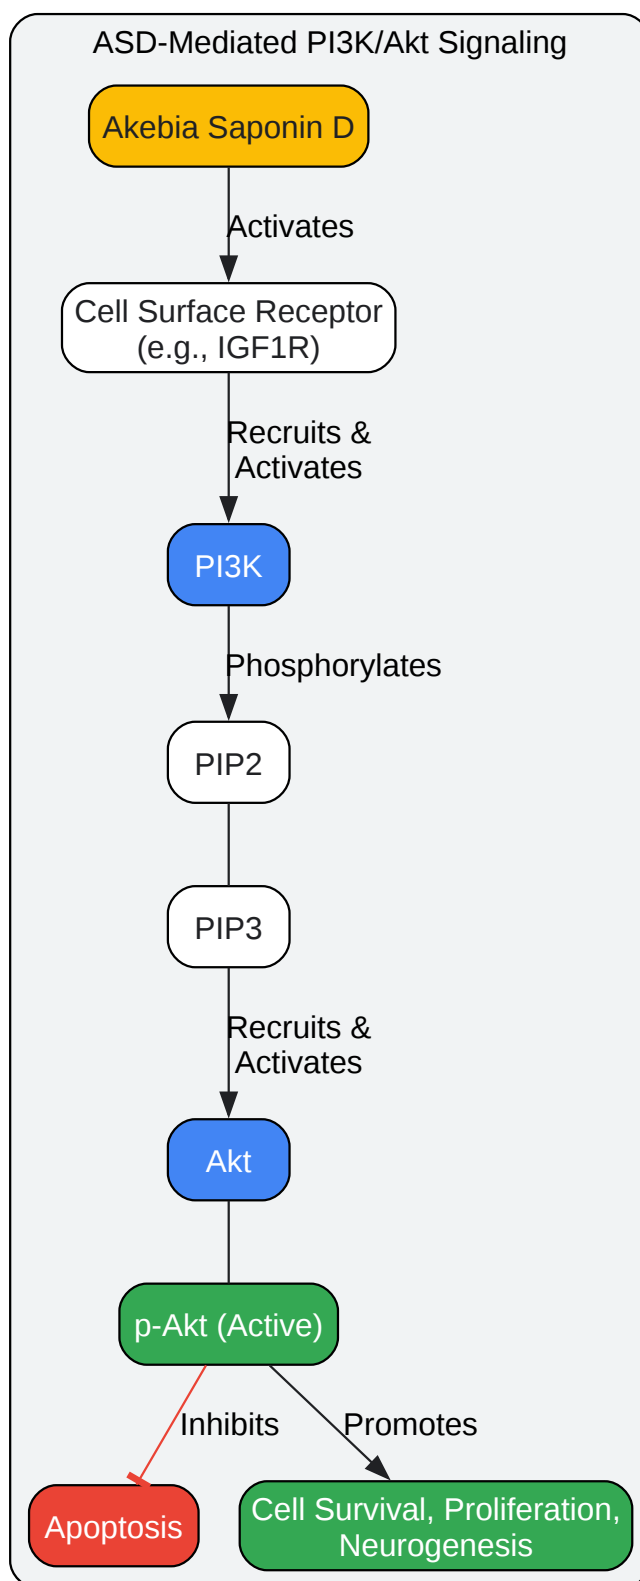 ASD-Mediated PI3K/Akt Signaling
Akebia Saponin D
Activates
Cell Surface Receptor
(e.g., IGF1R)
Recruits &
Activates
PI3K
Phosphorylates
PIP2
PIP3
Recruits &
Activates
Akt
p-Akt (Active)
Inhibits
Promotes
Apoptosis
Cell Survival, Proliferation,
Neurogenesis